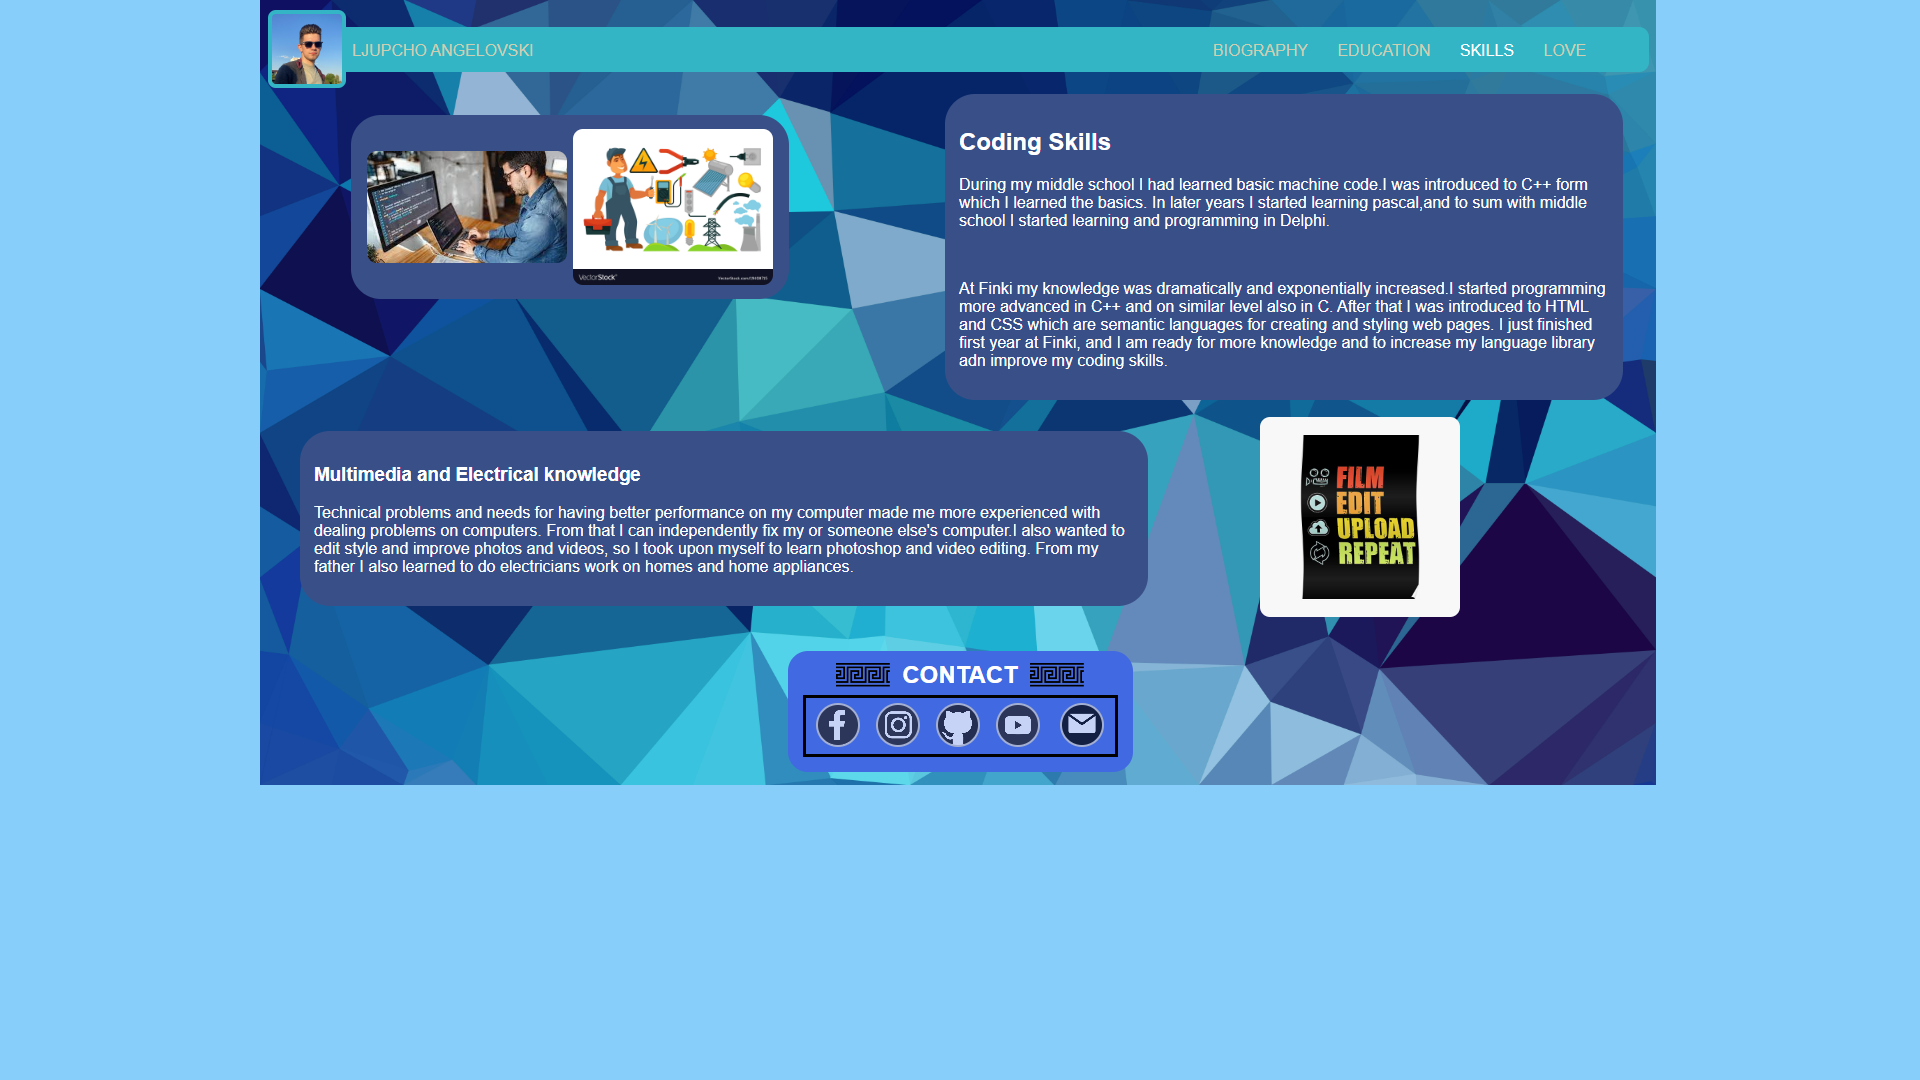 LJUPCHO ANGELOVSKI
BIOGRAPHY EDUCATION SKILLS LOVE
VectorStock®
Coding Skills
During my middle school I had learned basic machine code.I was introduced to C++ form
which I learned the basics. In later years I started learning pascal,and to sum with middle
school I started learning and programming in Delphi.
At Finki my knowledge was dramatically and exponentially increased.I started programming
more advanced in C++ and on similar level also in C. After that I was introduced to HTML
and CSS which are semantic languages for creating and styling web pages. I just finished
first year at Finki, and I am ready for more knowledge and to increase my language library
adn improve my coding skills.
Multimedia and Electrical knowledge
Technical problems and needs for having better performance on my computer made me more experienced with
dealing problems on computers. From that I can independently fix my or someone else's computer.I also wanted to
edit style and improve photos and videos, so I took upon myself to learn photoshop and video editing. From my
father I also learned to do electricians work on homes and home appliances.
FILM
EDIT
UPLOAD
REPEAT
CONTACT